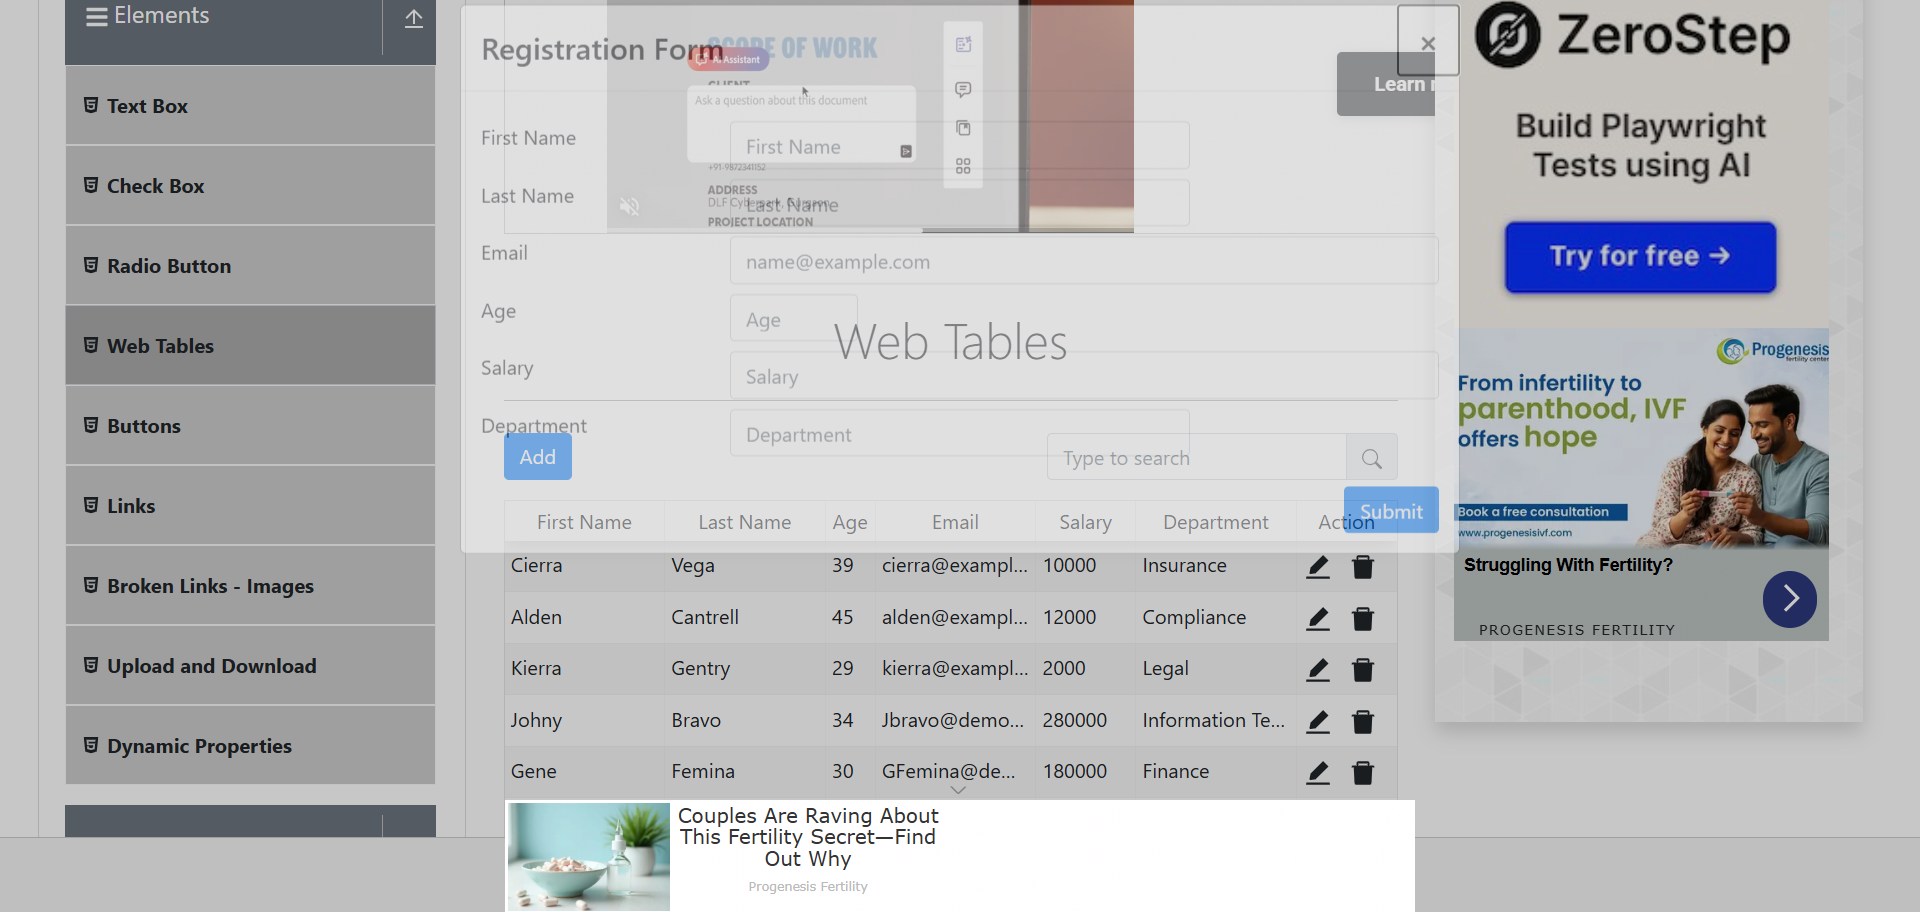 Elements
Text Box
Check Box
Radio Button
Web Tables
Buttons
Links
Broken Links - Images
Upload and Download
Dynamic Properties
Registration Form
×
SCOPE OF WORK
AI Assistant
CLIENT
Ask a question about this document
+91-9872341152
ADDRESS
DLF Cyberpark, Gurgaon
PROJECT LOCATION
Learn
First Name
First Name
Last Name
Last Name
Email
name@example.com
Age
Age
Web Tables
Salary
Salary
Department
Department
Add
Type to search
Submit
First Name Last Name Age Email Salary Department Action
Cierra Vega 39 cierra@exampl... 10000 Insurance
Alden Cantrell 45 alden@exampl... 12000 Compliance
Kierra Gentry 29 kierra@exampl... 2000 Legal
Johny Bravo 34 Jbravo@demo... 280000 Information Te...
Gene Femina 30 GFemina@de... 180000 Finance
Couples Are Raving About
This Fertility Secret—Find
Out Why
Progenesis Fertility
ZeroStep
Build Playwright
Tests using AI
Try for free →
Progenesis
fertility center
From infertility to
parenthood, IVF
offers hope
Book a free consultation
www.progenesisivf.com
Struggling With Fertility?
PROGENESIS FERTILITY